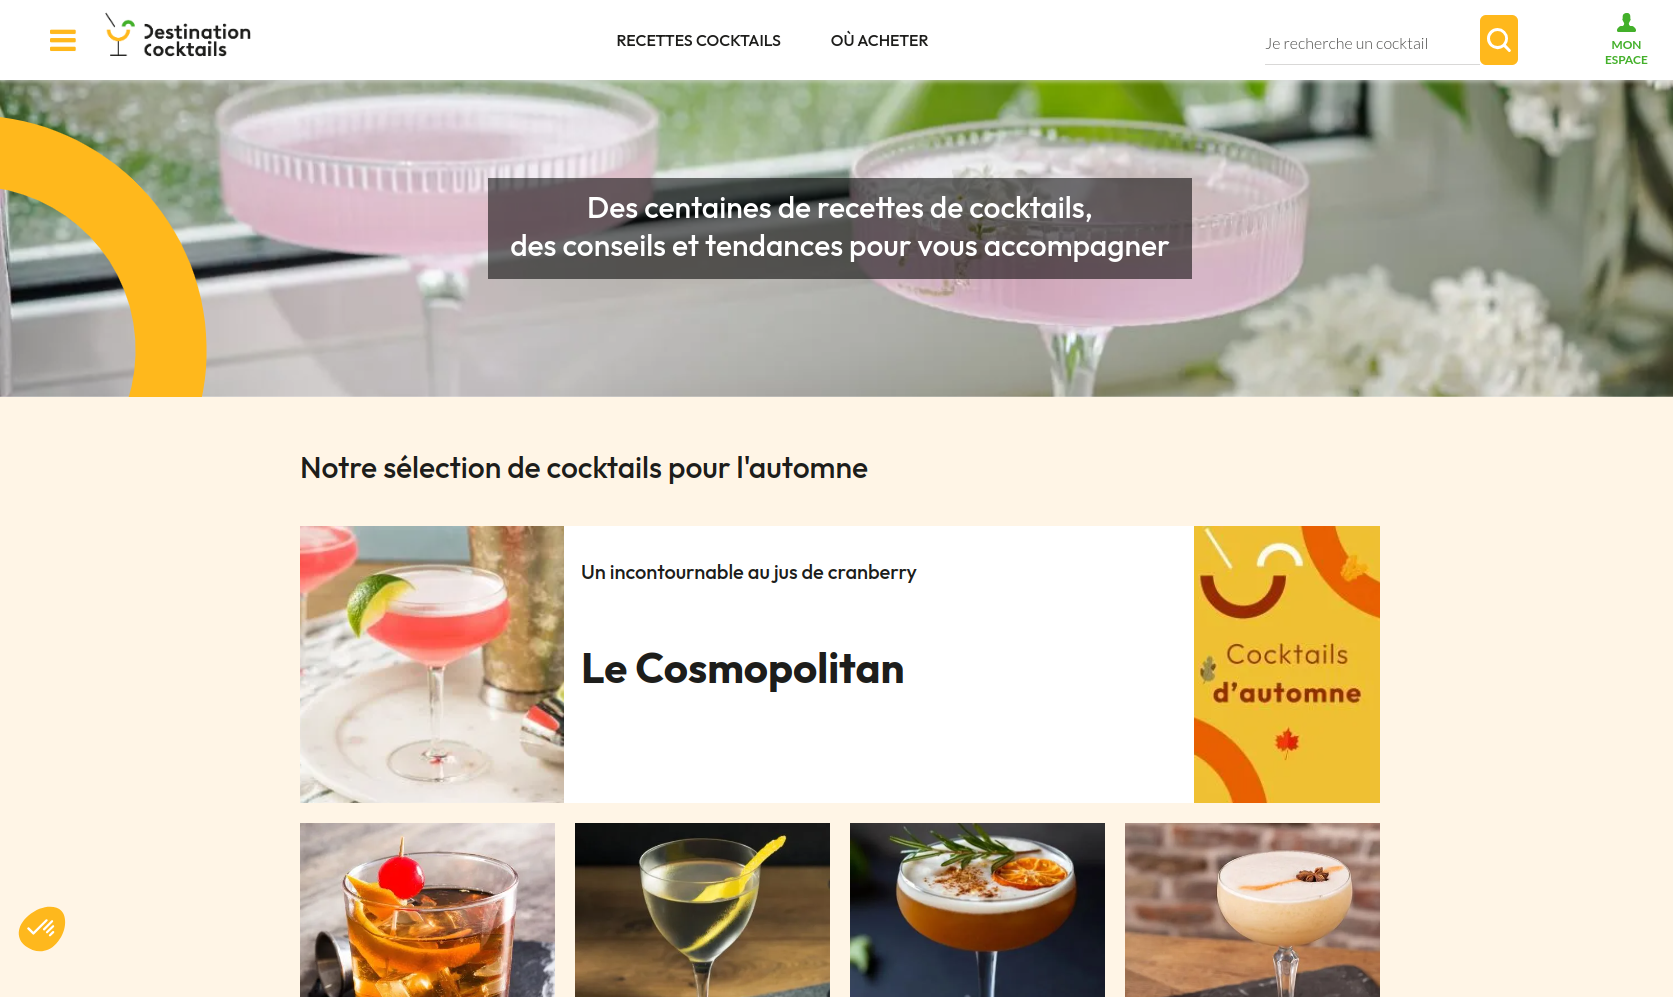 Destination
Cocktails
RECETTES COCKTAILS
OÙ ACHETER
Je recherche un cocktail
MON
ESPACE
Des centaines de recettes de cocktails,
des conseils et tendances pour vous accompagner
Notre sélection de cocktails pour l'automne
Un incontournable au jus de cranberry
Le Cosmopolitan
Cocktails
d'automne